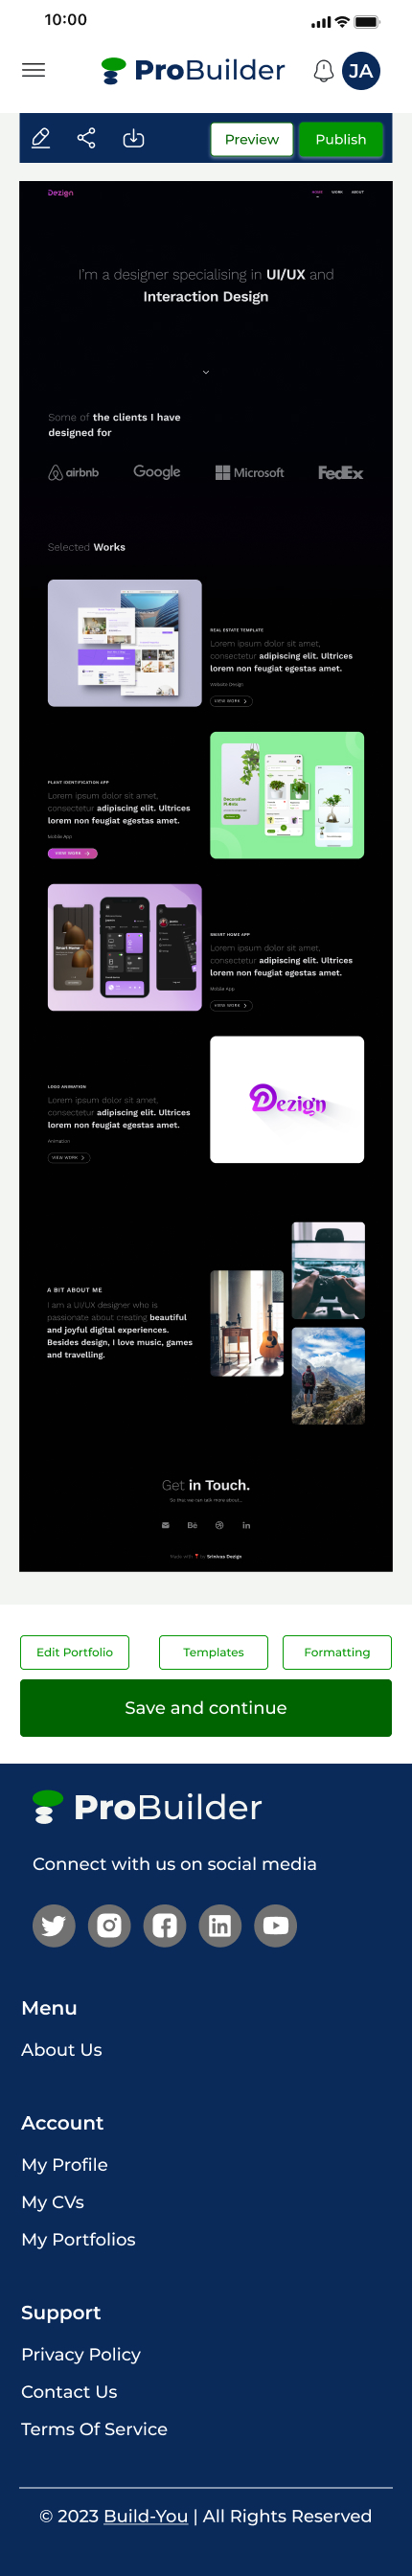 10:00
ProBuilder
JA
Preview
Publish
Dezign
HOME WORK ABOUT
I'm a designer specialising in UI/UX and
Interaction Design
Some of the clients I have
designed for
airbnb Google Microsoft FedEx
Selected Works
REAL ESTATE TEMPLATE
Lorem ipsum dolor sit amet,
consectetur adipiscing elit. Ultrices
lorem non feugiat egestas amet.
Website Design
VIEW WORK
PLANT IDENTIFICATION APP
Lorem ipsum dolor sit amet,
consectetur adipiscing elit. Ultrices
lorem non feugiat egestas amet.
Mobile App
VIEW WORK
Decorative
Plants
Smart Home
SMART HOME APP
Lorem ipsum dolor sit amet,
consectetur adipiscing elit. Ultrices
lorem non feugiat egestas amet.
Mobile App
VIEW WORK
LOGO ANIMATION
Lorem ipsum dolor sit amet,
consectetur adipiscing elit. Ultrices
lorem non feugiat egestas amet.
Animation
VIEW WORK
Dezign
A BIT ABOUT ME
I am a UI/UX designer who is
passionate about creating beautiful
and joyful digital experiences.
Besides design, I love music, games
and travelling.
Get in Touch.
So that we can talk more about...
Bē
in
Made with ❤ by Srinivas Dezign
Edit Portfolio
Templates
Formatting
Save and continue
ProBuilder
Connect with us on social media
in
Menu
About Us
Account
My Profile
My CVs
My Portfolios
Support
Privacy Policy
Contact Us
Terms Of Service
© 2023 Build-You | All Rights Reserved